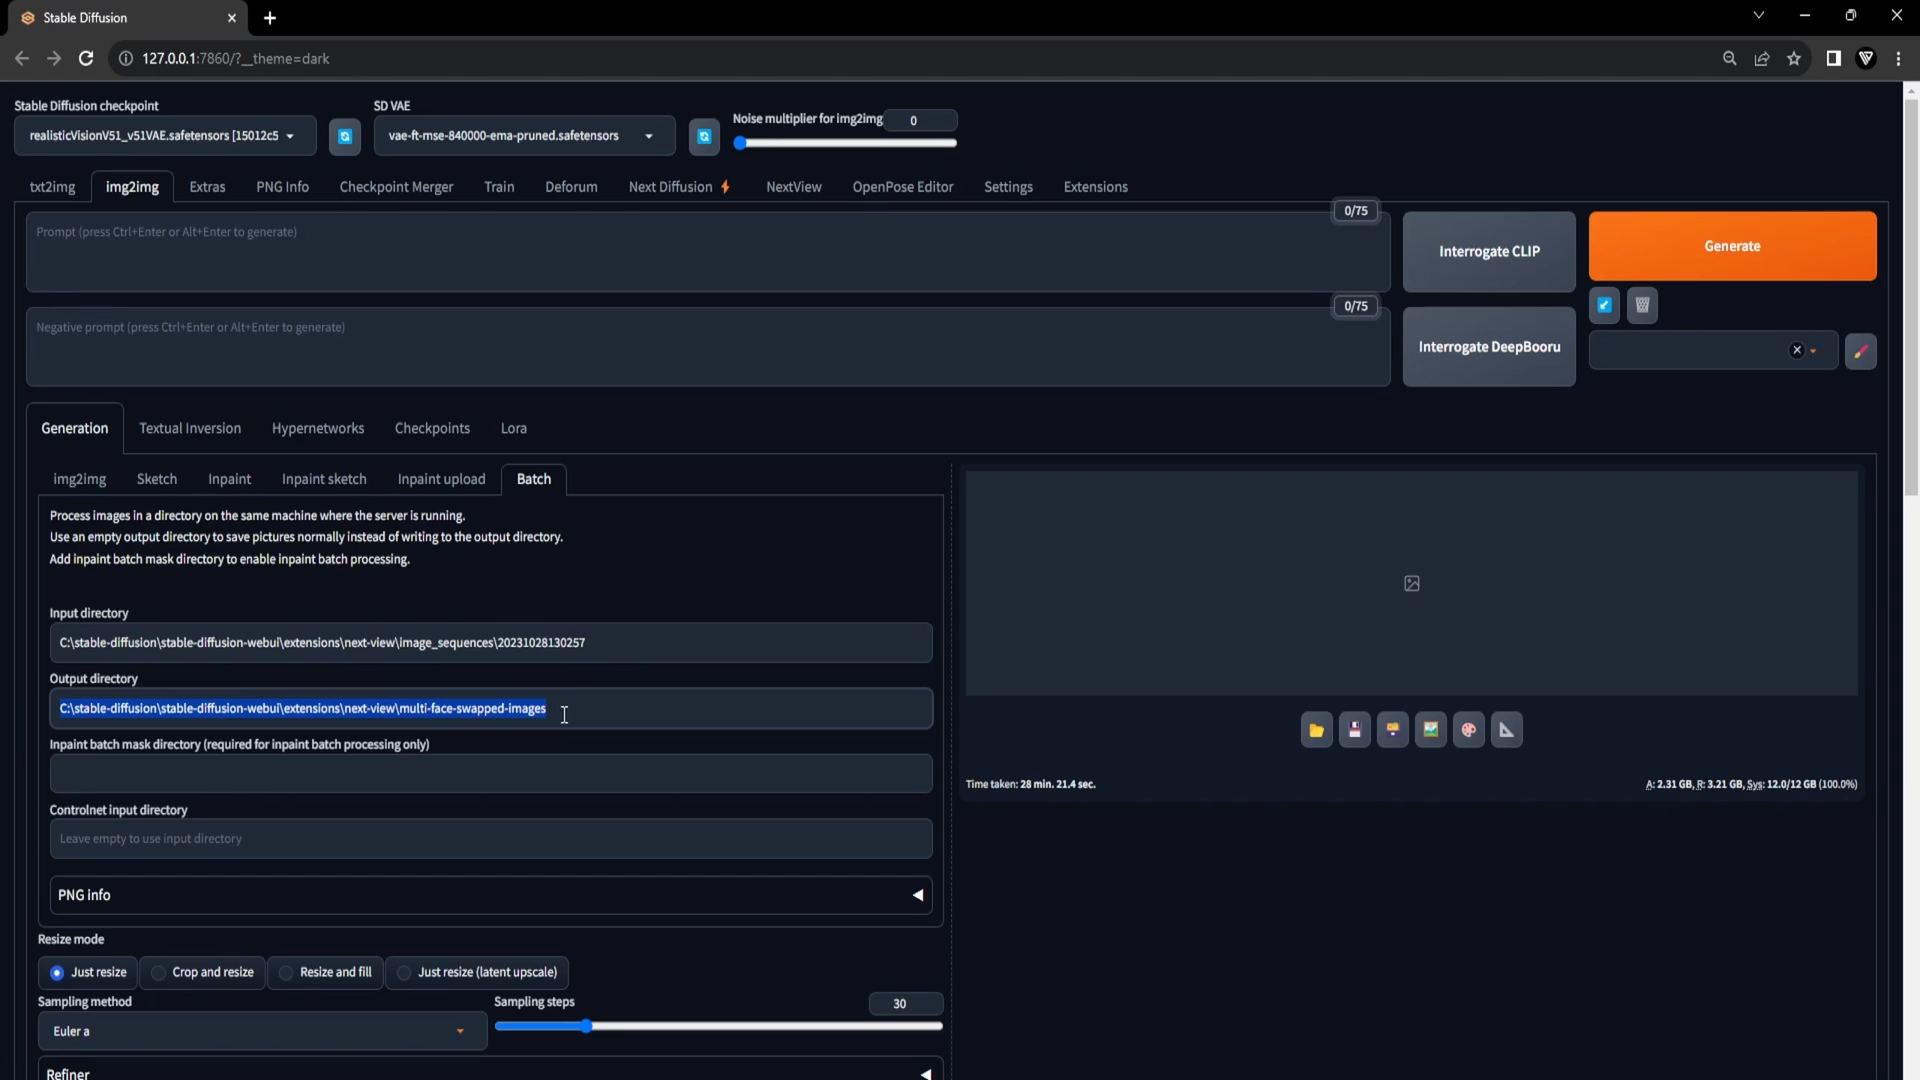 Stable Diffusion
127.0.0.1:7860/?__theme=dark
Stable Diffusion checkpoint
realisticVisionV51_v51VAE.safetensors [15012c5
SD VAE
vae-ft-mse-840000-ema-pruned.safetensors
Noise multiplier for img2img
0
txt2img
img2img
Extras
PNG Info
Checkpoint Merger
Train
Deforum
Next Diffusion
NextView
OpenPose Editor
Settings
Extensions
Prompt (press Ctrl+Enter or Alt+Enter to generate)
0/75
Interrogate CLIP
Generate
Negative prompt (press Ctrl+Enter or Alt+Enter to generate)
0/75
Interrogate DeepBooru
Generation
Textual Inversion
Hypernetworks
Checkpoints
Lora
img2img
Sketch
Inpaint
Inpaint sketch
Inpaint upload
Batch
Process images in a directory on the same machine where the server is running.
Use an empty output directory to save pictures normally instead of writing to the output directory.
Add inpaint batch mask directory to enable inpaint batch processing.
Input directory
C:\stable-diffusion\stable-diffusion-webui\extensions\next-view\image_sequences\20231028130257
Output directory
C:\stable-diffusion\stable-diffusion-webui\extensions\next-view\multi-face-swapped-images
Inpaint batch mask directory (required for inpaint batch processing only)
Controlnet input directory
Leave empty to use input directory
PNG info
Resize mode
Just resize
Crop and resize
Resize and fill
Just resize (latent upscale)
Sampling method
Euler a
Sampling steps
30
Refiner
Time taken: 28 min. 21.4 sec.
A: 2.31 GB, R: 3.21 GB, Sys: 12.0/12 GB (100.0%)